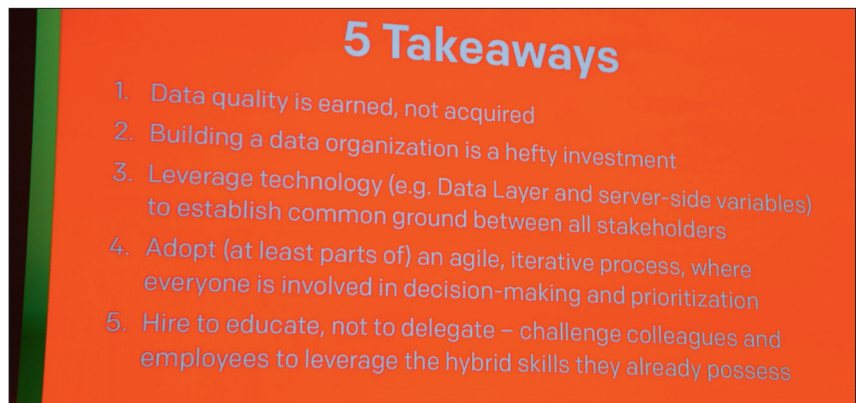 5 Takeaways
1. Data quality is earned, not acquired
2. Building a data organization is a hefty investment
3. Leverage technology (e.g. Data Layer and server-side variables)
to establish common ground between all stakeholders
4. Adopt (at least parts of) an agile, iterative process, where
everyone is involved in decision-making and prioritization
5. Hire to educate, not to delegate – challenge colleagues and
employees to leverage the hybrid skills they already possess